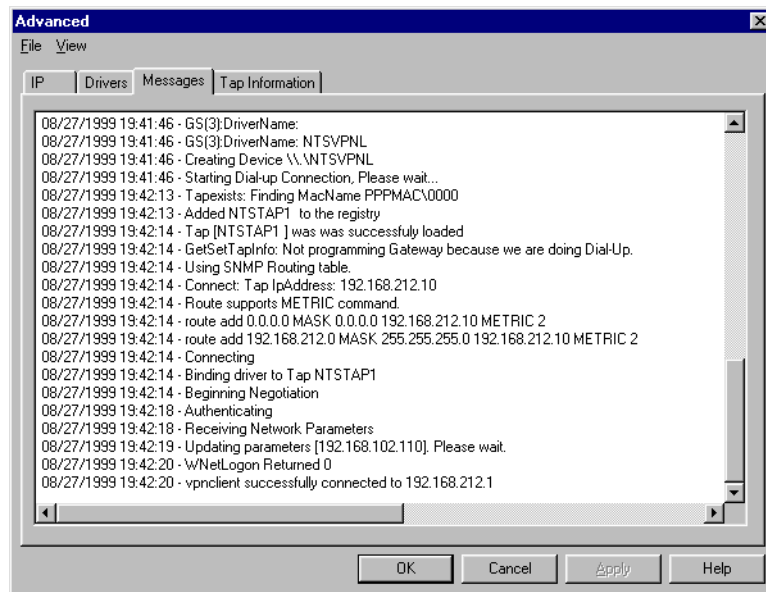 Advanced
File View
IP Drivers Messages Tap Information
08/27/1999 19:41:46 - GS(3):DriverName:
08/27/1999 19:41:46 - GS(3):DriverName: NTSVPNL
08/27/1999 19:41:46 - Creating Device \\.\NTSVPNL
08/27/1999 19:41:46 - Starting Dial-up Connection, Please wait...
08/27/1999 19:42:13 - Tapexists: Finding MacName PPPMAC\0000
08/27/1999 19:42:13 - Added NTSTAP1 to the registry
08/27/1999 19:42:14 - Tap [NTSTAP1 ] was was successfuly loaded
08/27/1999 19:42:14 - GetSetTapInfo: Not programming Gateway because we are doing Dial-Up.
08/27/1999 19:42:14 - Using SNMP Routing table.
08/27/1999 19:42:14 - Connect: Tap IpAddress: 192.168.212.10
08/27/1999 19:42:14 - Route supports METRIC command.
08/27/1999 19:42:14 - route add 0.0.0.0 MASK 0.0.0.0 192.168.212.10 METRIC 2
08/27/1999 19:42:14 - route add 192.168.212.0 MASK 255.255.255.0 192.168.212.10 METRIC 2
08/27/1999 19:42:14 - Connecting
08/27/1999 19:42:14 - Binding driver to Tap NTSTAP1
08/27/1999 19:42:14 - Beginning Negotiation
08/27/1999 19:42:18 - Authenticating
08/27/1999 19:42:18 - Receiving Network Parameters
08/27/1999 19:42:19 - Updating parameters [192.168.102.110]. Please wait.
08/27/1999 19:42:20 - WNetLogon Returned 0
08/27/1999 19:42:20 - vpnclient successfully connected to 192.168.212.1
OK Cancel Apply Help